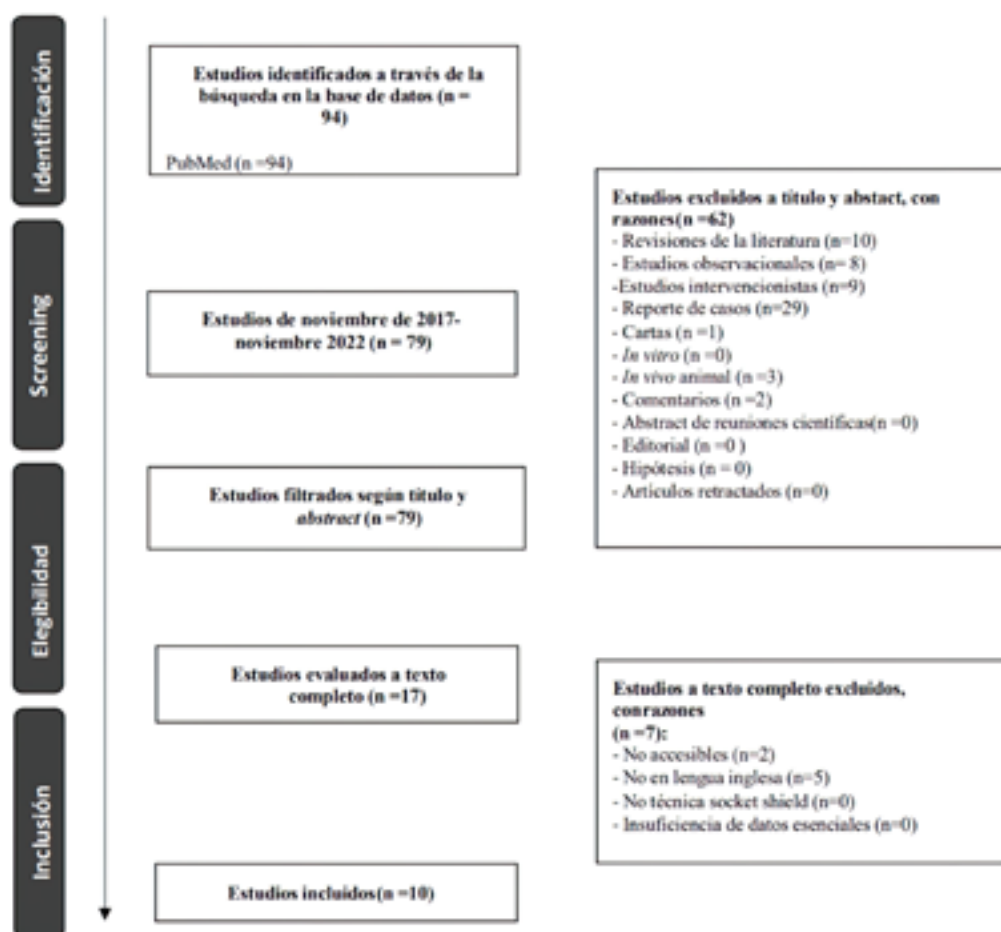 Identificación
Estudios identificados a través de la
búsqueda en la base de datos (n =
94)
PubMed (n =94)
Screening
Estudios de noviembre de 2017-
noviembre 2022 (n = 79)
Estudios excluidos a título y abstact, con
razones(n =62)
- Revisiones de la literatura (n=10)
- Estudios observacionales (n= 8)
-Estudios intervencionistas (n=9)
- Reporte de casos (n=29)
- Cartas (n =1)
- In vitro (n =0)
- In vivo animal (n =3)
- Comentarios (n =2)
- Abstract de reuniones científicas(n =0)
- Editorial (n =0 )
- Hipótesis (n = 0)
- Artículos retractados (n=0)
Elegibilidad
Estudios filtrados según título y
abstract (n =79)
Estudios evaluados a texto
completo (n =17)
Estudios a texto completo excluidos,
conrazones
(n =7):
- No accesibles (n=2)
- No en lengua inglesa (n=5)
- No técnica socket shield (n=0)
- Insuficiencia de datos esenciales (n=0)
Inclusión
Estudios incluidos(n =10)